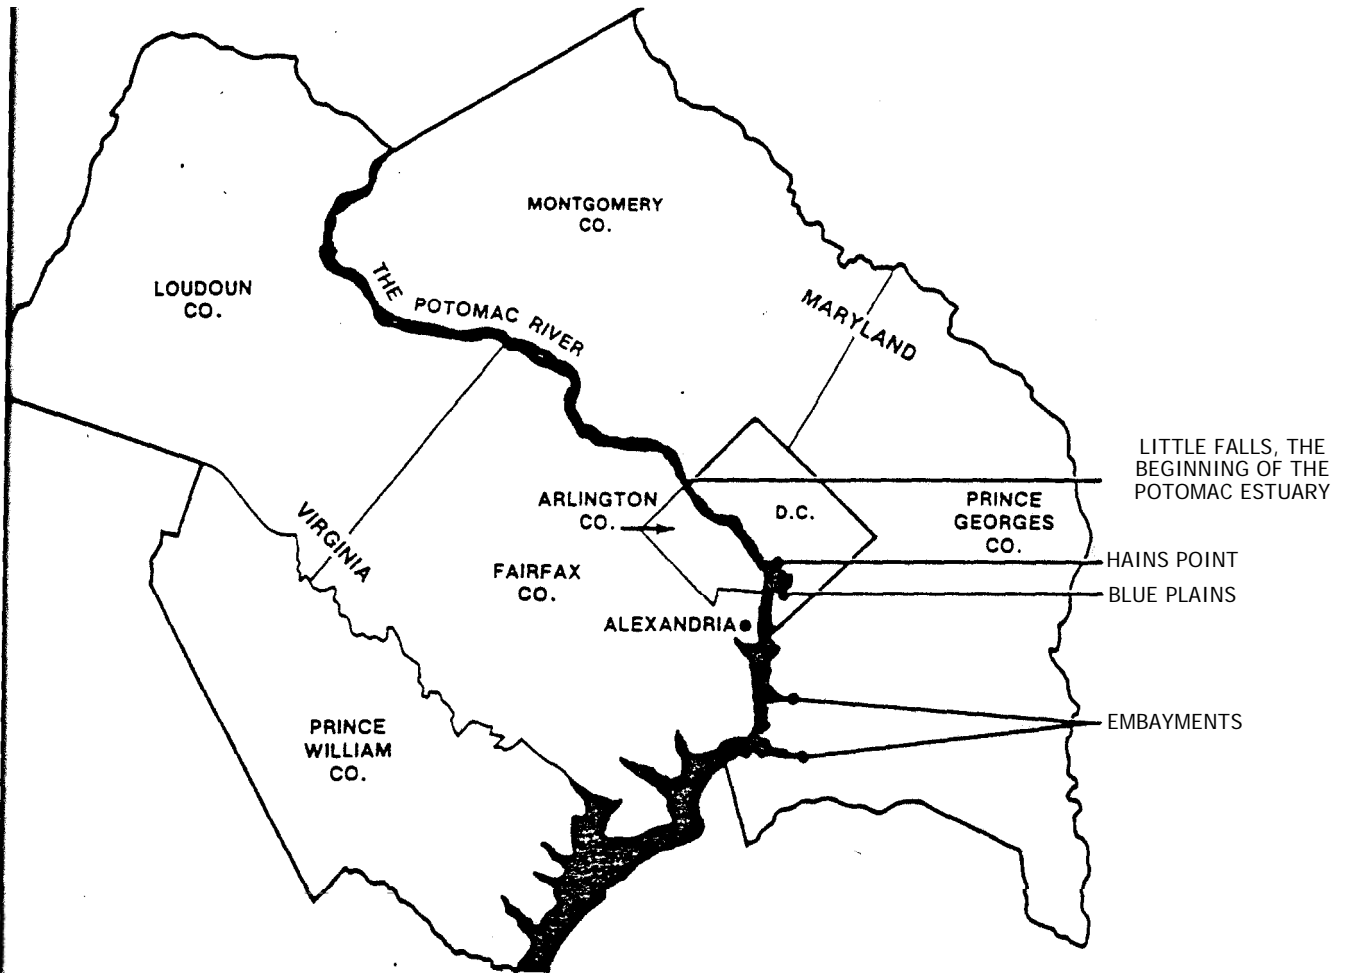 MONTGOMERY
CO.
LOUDOUN
CO.
THE POTOMAC RIVER
MARYLAND
LITTLE FALLS, THE
BEGINNING OF THE
POTOMAC ESTUARY
ARLINGTON
CO.
D.C.
PRINCE
GEORGES
CO.
VIRGINIA
HAINS POINT
FAIRFAX
CO.
BLUE PLAINS
ALEXANDRIA
EMBAYMENTS
PRINCE
WILLIAM
CO.